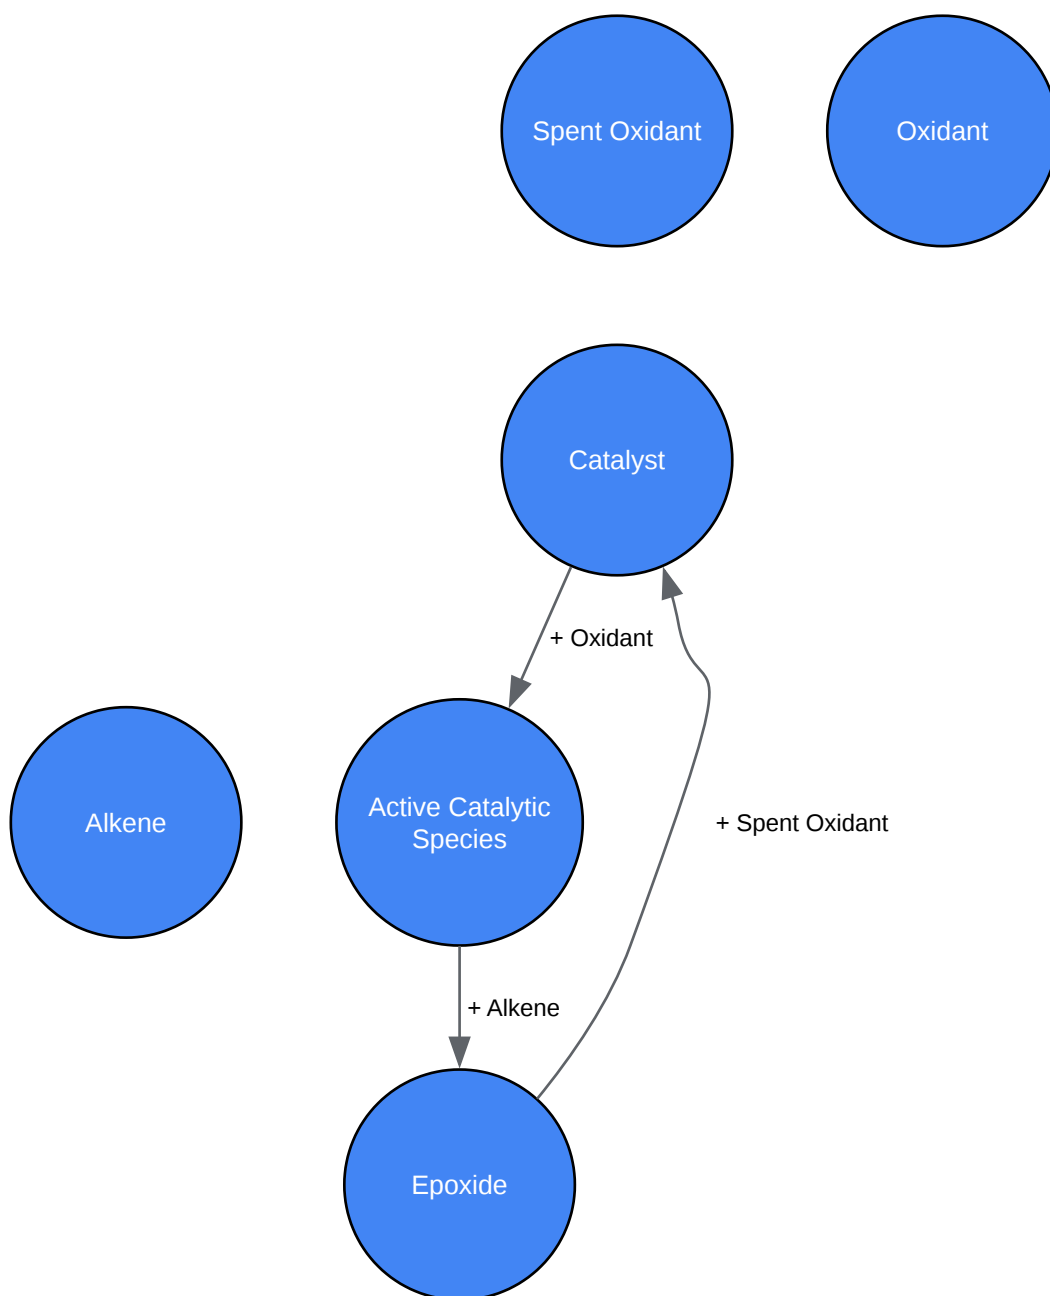 Spent Oxidant
Oxidant
Catalyst
+ Oxidant
Alkene
Active Catalytic
Species
+ Spent Oxidant
+ Alkene
Epoxide